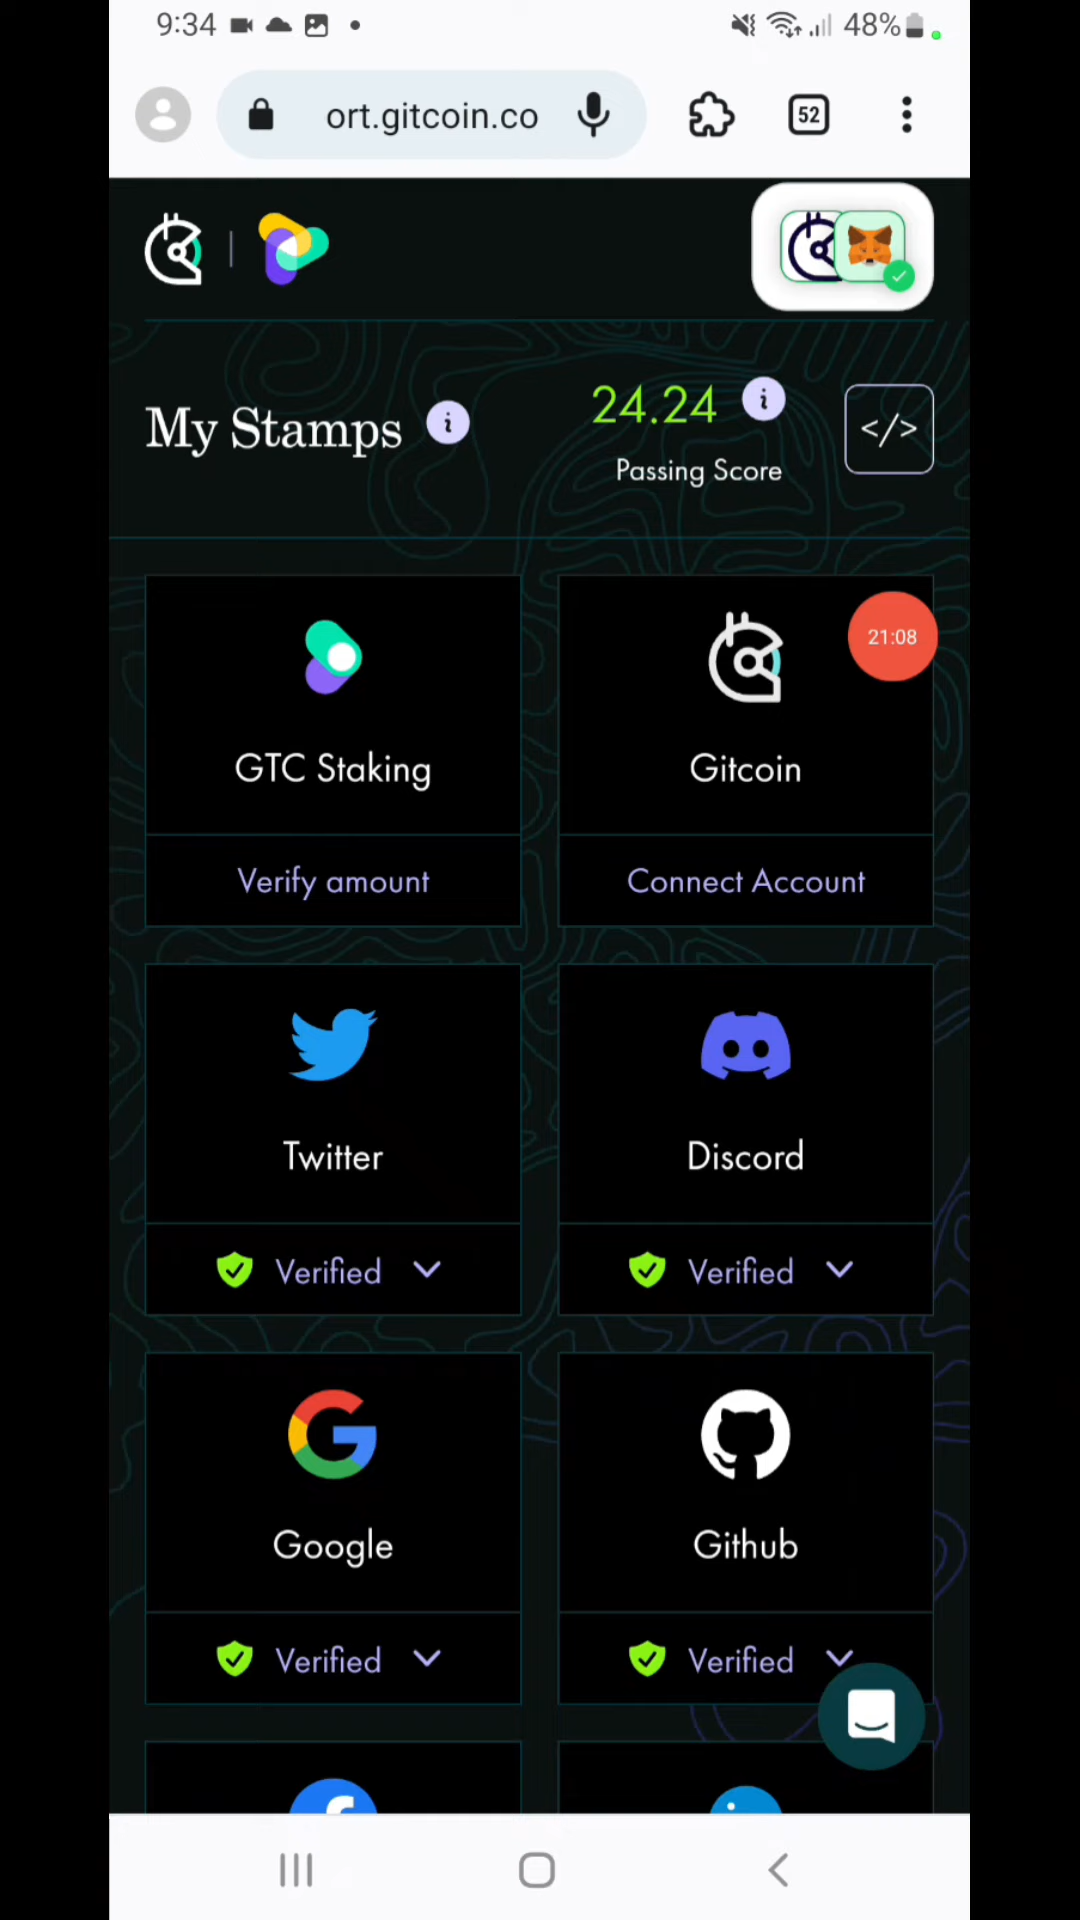 9:34
48%
ort.gitcoin.co
52
My Stamps
i
24.24
i
Passing Score
</>
21:08
GTC Staking
Gitcoin
Verify amount
Connect Account
Twitter
Discord
Verified
Verified
Google
Github
Verified
Verified